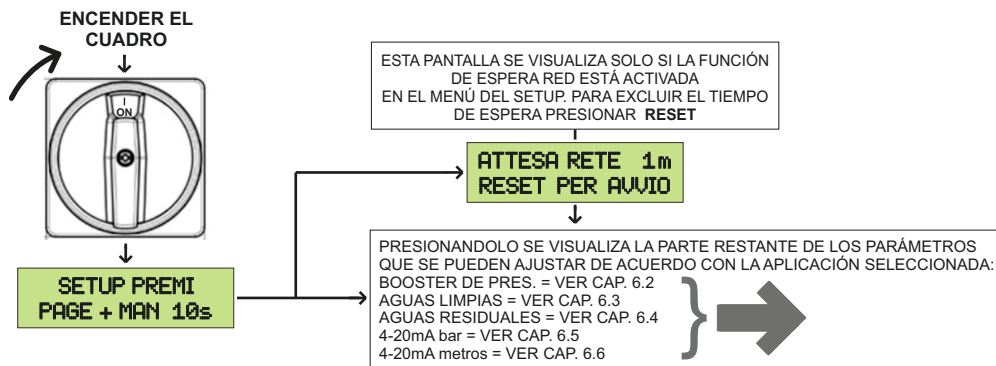 ENCENDER EL
CUADRO
I
ON
SETUP PREMI
PAGE + MAN 10s
ESTA PANTALLA SE VISUALIZA SOLO SI LA FUNCIÓN
DE ESPERA RED ESTÁ ACTIVADA
EN EL MENÚ DEL SETUP. PARA EXCLUIR EL TIEMPO
DE ESPERA PRESIONAR RESET
ATTESA RETE 1m
RESET PER AVVIO
PRESIONANDOLO SE VISUALIZA LA PARTE RESTANTE DE LOS PARÁMETROS
QUE SE PUEDEN AJUSTAR DE ACUERDO CON LA APLICACIÓN SELECCIONADA:
BOOSTER DE PRES. = VER CAP. 6.2
AGUAS LIMPIAS = VER CAP. 6.3
AGUAS RESIDUALES = VER CAP. 6.4
4-20mA bar = VER CAP. 6.5
4-20mA metros = VER CAP. 6.6